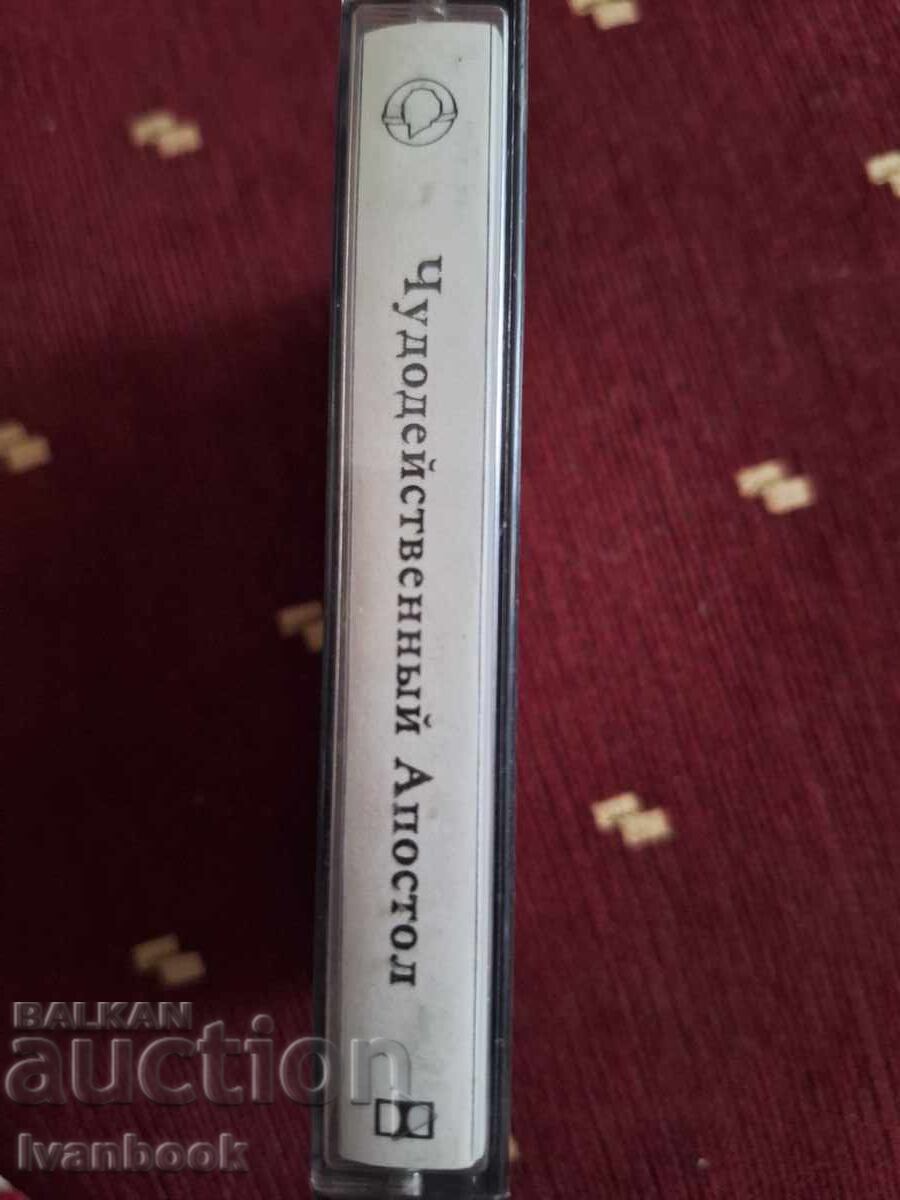 Чудодейственный Апостол
BALKAN
auction
Ivanbook